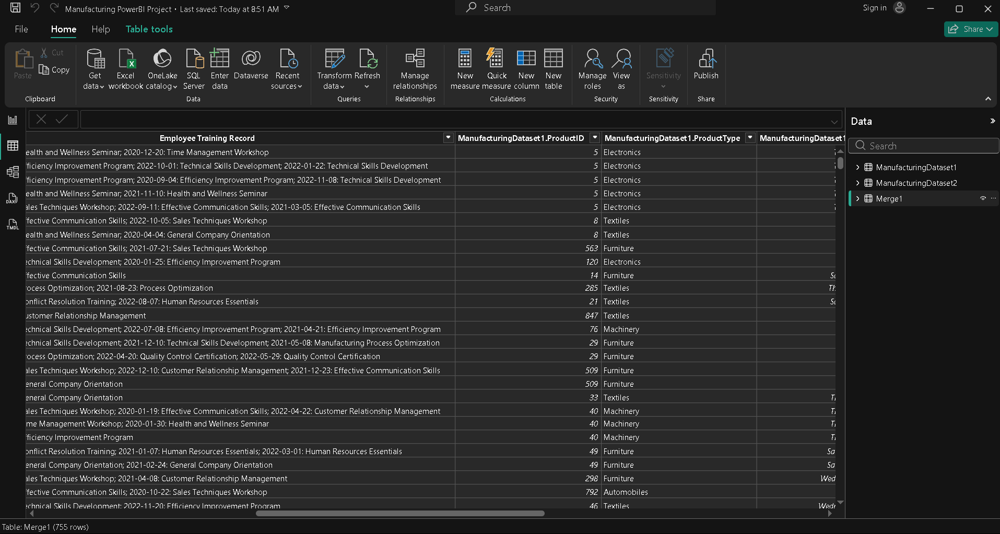 Manufacturing PowerBI Project • Last saved: Today at 8:51 AM
Search
Sign in
File
Home
Help
Table tools
Share
Paste
Cut
Copy
Get data
Excel workbook
OneLake catalog
SQL Server
Enter data
Dataverse
Recent sources
Transform data
Refresh
Manage relationships
New measure
Quick measure
New column
New table
Manage roles
View as
Sensitivity
Publish
Clipboard
Data
Queries
Relationships
Calculations
Security
Sensitivity
Share
Employee Training Record ManufacturingDataset1.ProductID ManufacturingDataset1.ProductType ManufacturingDataset1
ealth and Wellness Seminar; 2020-12-20: Time Management Workshop 5 Electronics
ficiency Improvement Program; 2022-10-01: Technical Skills Development; 2022-01-22: Technical Skills Development 5 Electronics
ficiency Improvement Program; 2020-09-04: Efficiency Improvement Program; 2022-11-08: Technical Skills Development 5 Electronics
ealth and Wellness Seminar; 2021-11-10: Health and Wellness Seminar 5 Electronics
ales Techniques Workshop; 2022-09-11: Effective Communication Skills; 2021-03-05: Effective Communication Skills 5 Electronics
fective Communication Skills; 2022-10-05: Sales Techniques Workshop 8 Textiles
ealth and Wellness Seminar; 2020-04-04: General Company Orientation 8 Textiles
fective Communication Skills; 2021-07-21: Sales Techniques Workshop 563 Furniture
echnical Skills Development; 2020-01-25: Efficiency Improvement Program 120 Electronics
fective Communication Skills 14 Furniture
rocess Optimization; 2021-08-23: Process Optimization 285 Textiles Th
onflict Resolution Training; 2022-08-07: Human Resources Essentials 21 Textiles
ustomer Relationship Management 847 Textiles
echnical Skills Development; 2022-07-08: Efficiency Improvement Program; 2021-04-21: Efficiency Improvement Program 76 Machinery
echnical Skills Development; 2021-12-10: Technical Skills Development; 2021-05-08: Manufacturing Process Optimization 29 Furniture
rocess Optimization; 2022-04-20: Quality Control Certification; 2022-05-29: Quality Control Certification 29 Furniture
ales Techniques Workshop; 2022-12-10: Customer Relationship Management; 2021-12-23: Effective Communication Skills 509 Furniture
eneral Company Orientation 509 Furniture
eneral Company Orientation 33 Textiles
ales Techniques Workshop; 2020-01-19: Effective Communication Skills; 2022-04-22: Customer Relationship Management 40 Machinery
me Management Workshop; 2020-01-30: Health and Wellness Seminar 40 Machinery
ficiency Improvement Program 40 Machinery
onflict Resolution Training; 2021-01-07: Human Resources Essentials; 2022-03-01: Human Resources Essentials 49 Furniture Sa
eneral Company Orientation; 2021-02-24: General Company Orientation 49 Furniture Sa
ales Techniques Workshop; 2021-04-08: Customer Relationship Management 298 Furniture Wed
fective Communication Skills; 2020-10-22: Sales Techniques Workshop 792 Automobiles
echnical Skills Development; 2022-11-20: Efficiency Improvement Program 46 Textiles Wedn
Data
Search
ManufacturingDataset1
ManufacturingDataset2
Merge1
DAX
TMDL
Table: Merge1 (755 rows)